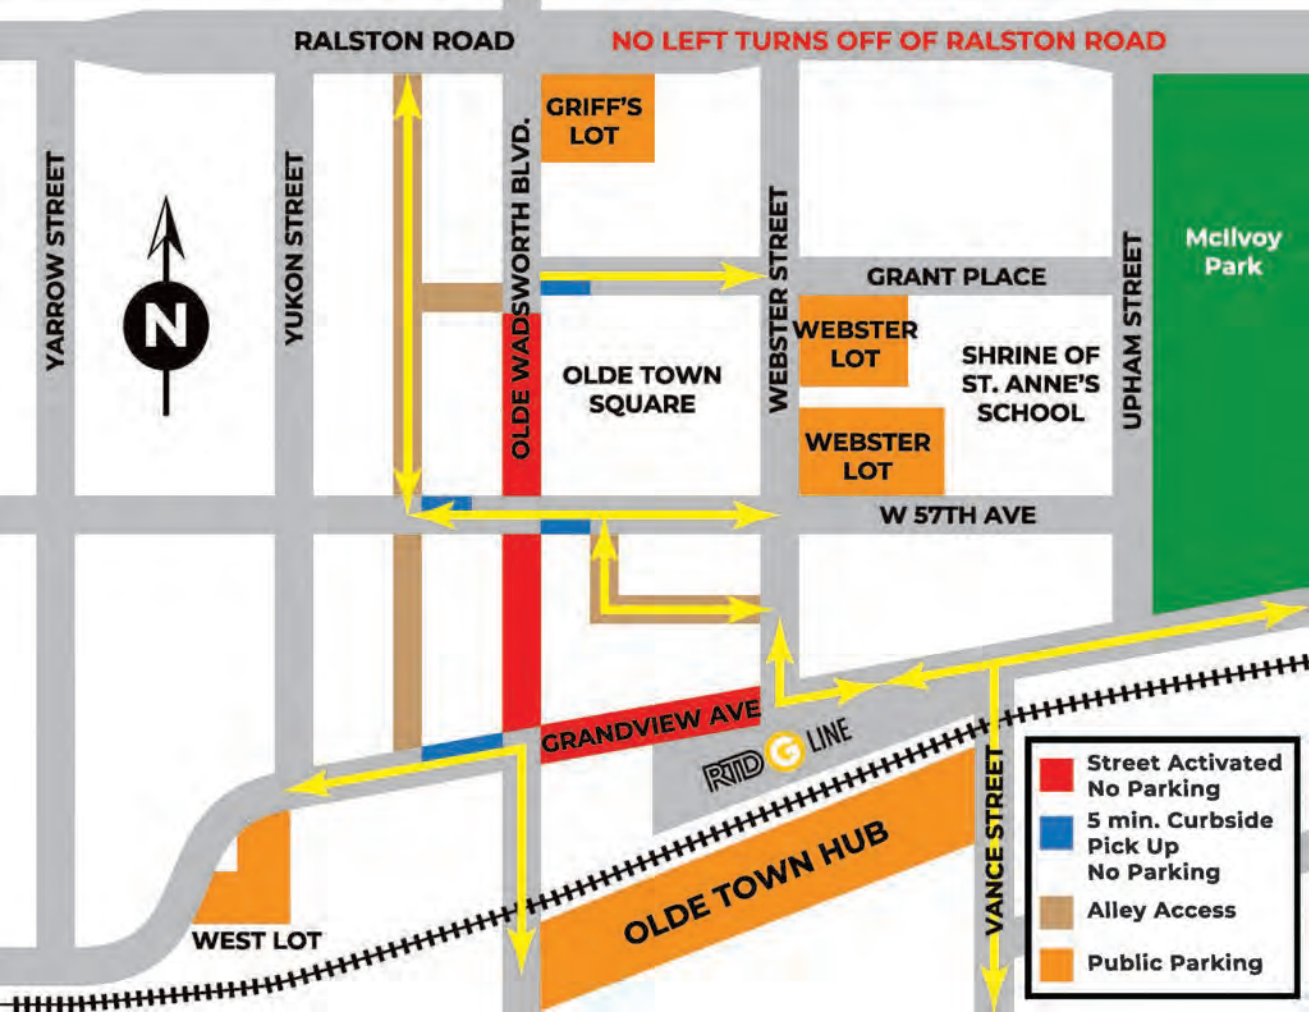 RALSTON ROAD
NO LEFT TURNS OFF OF RALSTON ROAD
GRIFF'S
LOT
YARROW STREET
N
YUKON STREET
OLDE WADSWORTH BLVD.
WEBSTER STREET
UPHAM STREET
McIlvoy
Park
GRANT PLACE
WEBSTER
LOT
SHRINE OF
ST. ANNE'S
SCHOOL
OLDE TOWN
SQUARE
WEBSTER
LOT
W 57TH AVE
GRANDVIEW AVE
RTD G LINE
OLDE TOWN HUB
VANCE STREET
WEST LOT
Street Activated
No Parking
5 min. Curbside
Pick Up
No Parking
Alley Access
Public Parking